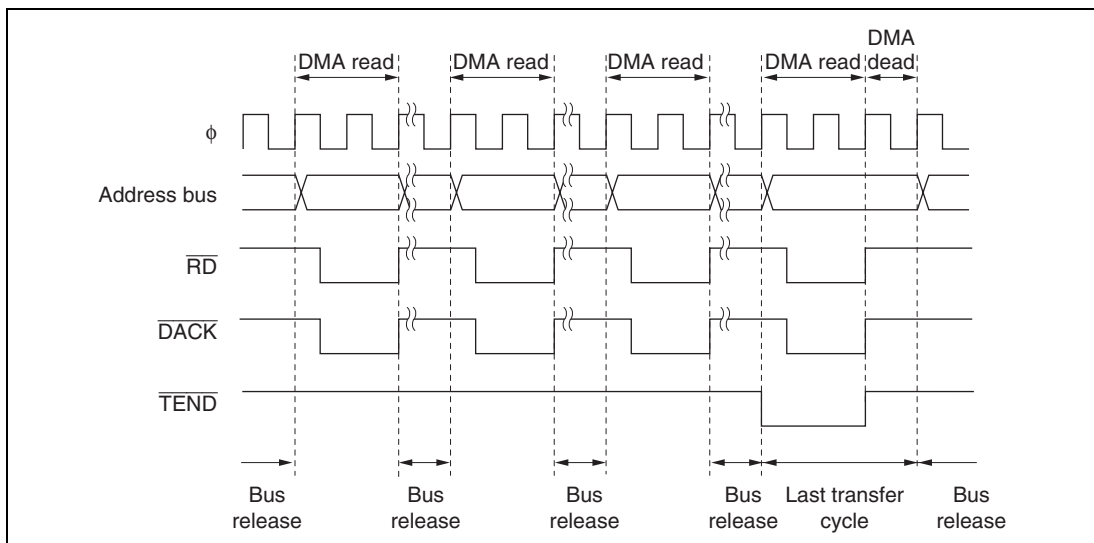 DMA
DMA read DMA read DMA read DMA read dead
φ
Address bus
RD
DACK
TEND
Bus Bus Bus Bus Last transfer Bus
release release release release cycle release